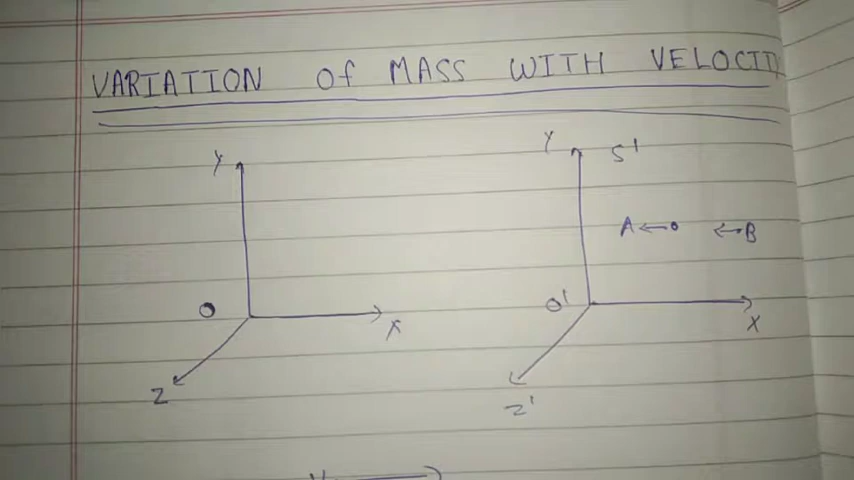 VARIATION Of MASS WITH VELOCITY
Y
Y S'
A B
O O'
X X
Z Z'
V